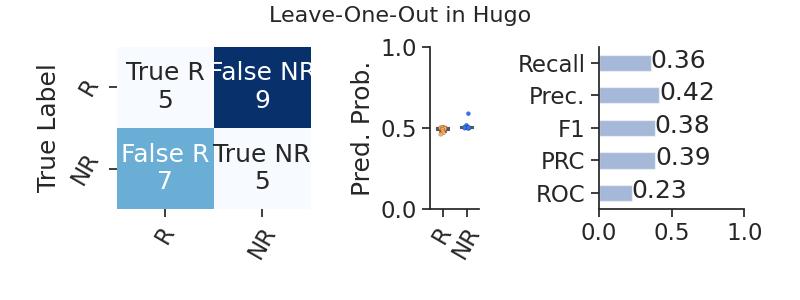 Leave-One-Out in Hugo
True Label
R
NR
True R
5
False NR
9
False R
7
True NR
5
R
NR
Pred. Prob.
1.0
0.5
0.0
R
NR
Recall
0.36
Prec.
0.42
F1
0.38
PRC
0.39
ROC
0.23
0.0 0.5 1.0